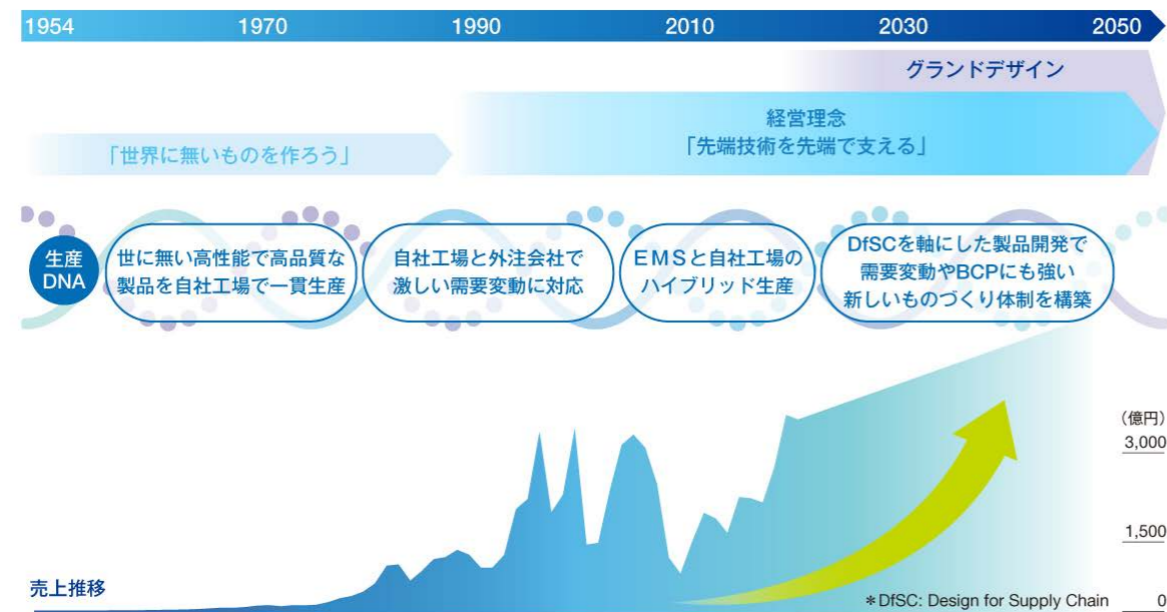 1954 1970 1990 2010 2030 2050
グランドデザイン
経営理念
「先端技術を先端で支える」
「世界に無いものを作ろう」
生産
DNA
世に無い高性能で高品質な
製品を自社工場で一貫生産
自社工場と外注会社で
激しい需要変動に対応
EMSと自社工場の
ハイブリッド生産
DfSCを軸にした製品開発で
需要変動やBCPにも強い
新しいものづくり体制を構築
（億円）
3,000
1,500
売上推移
＊DfSC: Design for Supply Chain 0